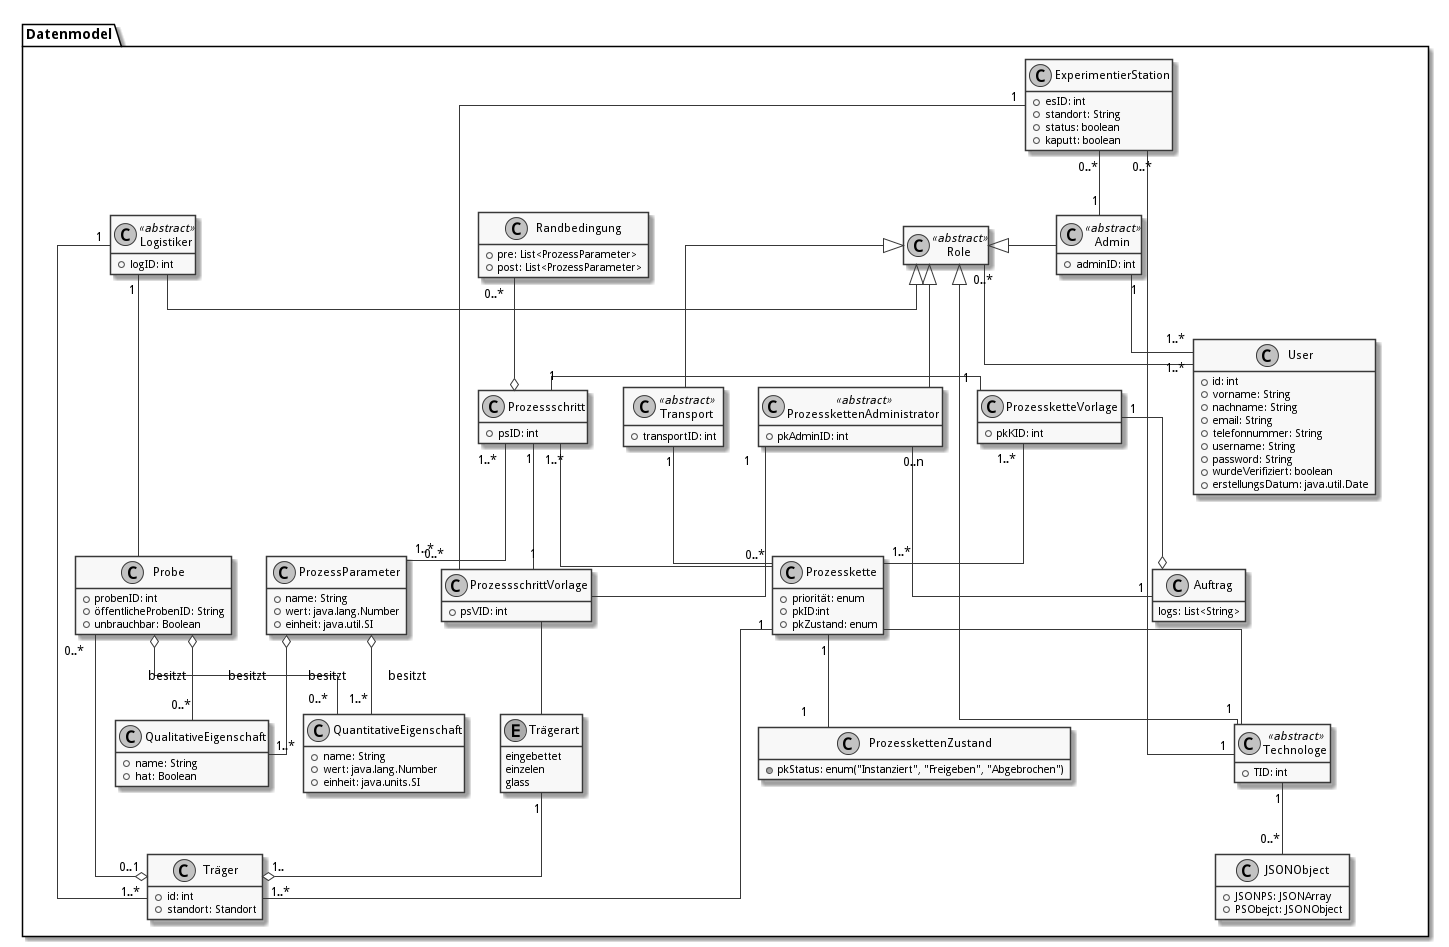 Datenmodel
C ExperimentierStation
esID: int
standort: String
status: boolean
kaputt: boolean
1
0..*
0..*
1
C «abstract» Logistiker
logID: int
1
1
C Randbedingung
pre: List<ProzessParameter>
post: List<ProzessParameter>
0..*
C «abstract» Role
0..*
C «abstract» Admin
adminID: int
1
1..*
1..*
C User
id: int
vorname: String
nachname: String
email: String
telefonnummer: String
username: String
password: String
wurdeVerifiziert: boolean
erstellungsDatum: java.util.Date
1
1
C Prozessschritt
psID: int
1..*
1
1..*
C «abstract» Transport
transportID: int
1
C «abstract» ProzesskettenAdministrator
pkAdminID: int
1
0..n
C ProzessketteVorlage
pkKID: int
1
1..*
1..*
0..*
1
0..*
1..*
1
C Probe
probenID: int
öffentlicheProbenID: String
unbrauchbar: Boolean
0..*
C ProzessParameter
name: String
wert: java.lang.Number
einheit: java.util.SI
C ProzessschrittVorlage
psVID: int
C Prozesskette
priorität: enum
pkID:int
pkZustand: enum
1
1
C Auftrag
logs: List<String>
besitzt
besitzt
besitzt
besitzt
0..*
0..*
1..*
1..*
1
1
1
C QualitativeEigenschaft
name: String
hat: Boolean
C QuantitativeEigenschaft
name: String
wert: java.lang.Number
einheit: java.units.SI
E Trägerart
eingebettet
einzelen
glass
1
C ProzesskettenZustand
pkStatus: enum("Instanziert", "Freigeben", "Abgebrochen")
C «abstract» Technologe
TID: int
1
0..*
0..1
1..*
1..
1..*
C Träger
id: int
standort: Standort
C JSONObject
JSONPS: JSONArray
PSObejct: JSONObject